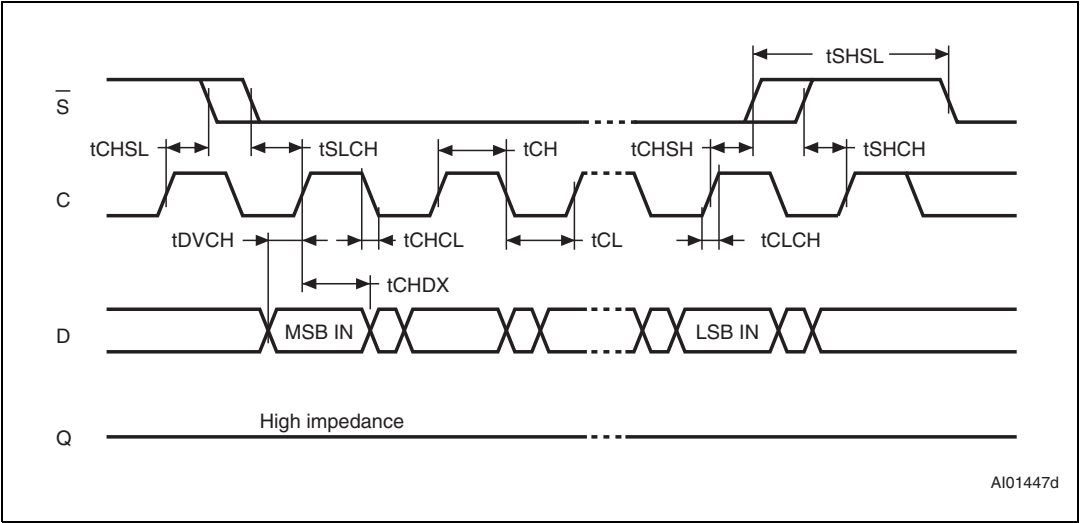 tSHSL
S
tCHSL
tSLCH
tCH
tCHSH
tSHCH
C
tDVCH
tCHCL
tCL
tCLCH
tCHDX
D
MSB IN
LSB IN
High impedance
Q
AI01447d